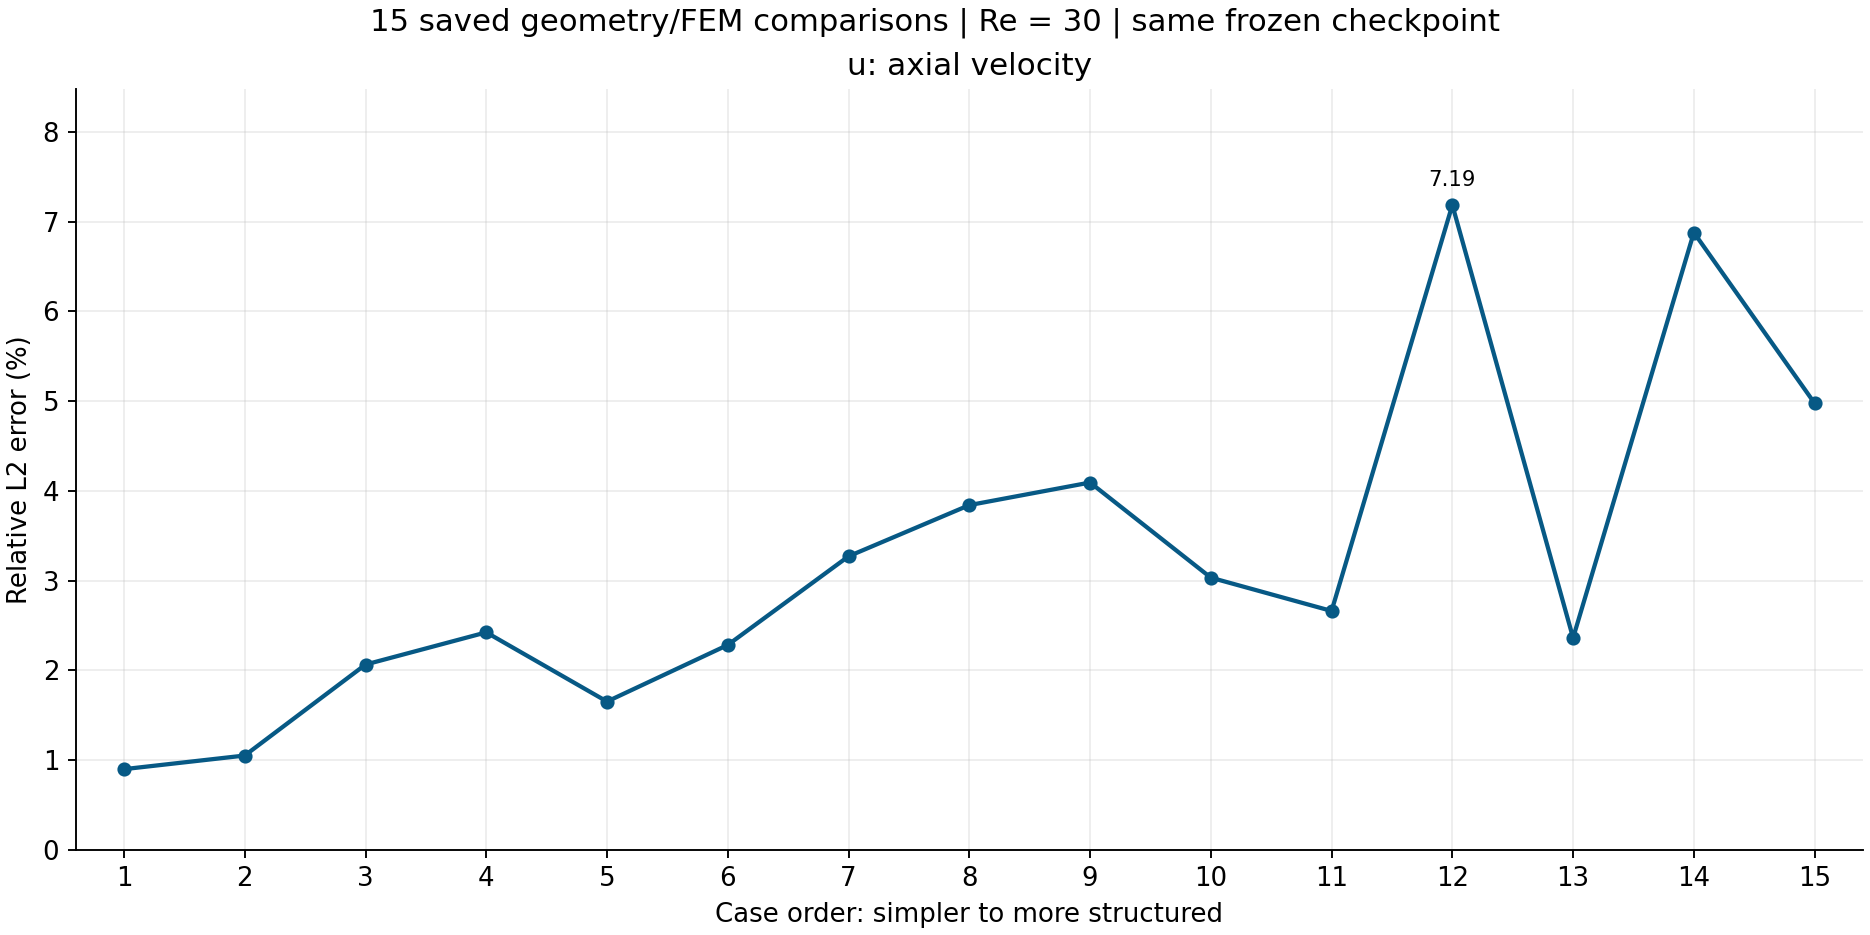 15 saved geometry/FEM comparisons | Re = 30 | same frozen checkpoint
u: axial velocity
8
7
6
5
4
3
2
1
0
Relative L2 error (%)
7.19
1 2 3 4 5 6 7 8 9 10 11 12 13 14 15
Case order: simpler to more structured